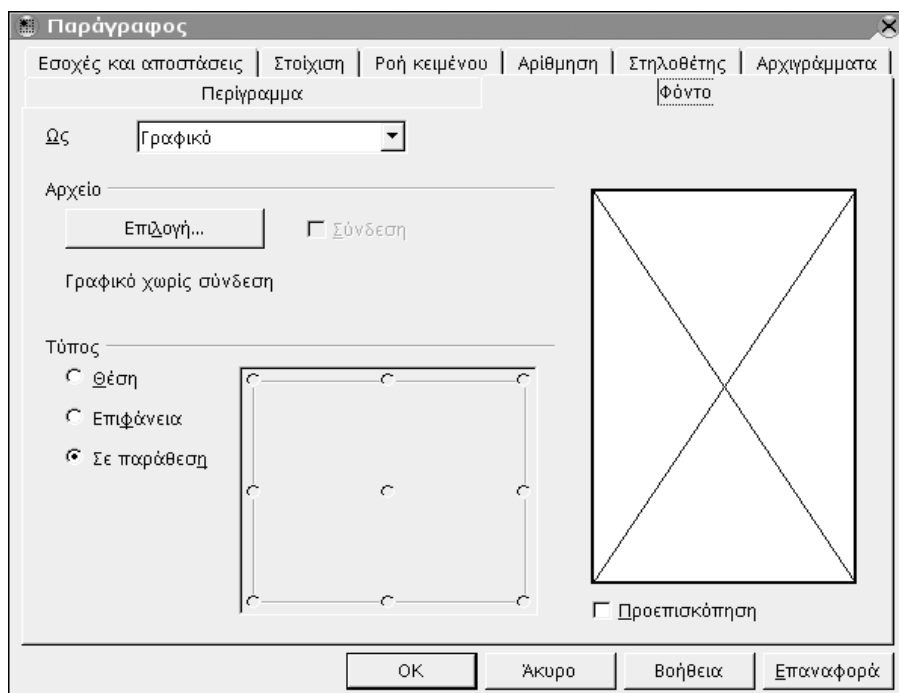 Παράγραφος
Εσοχές και αποστάσεις Στοίχιση Ροή κειμένου Αρίθμηση Στηλοθέτης Αρχιγράμματα
Περίγραμμα Φόντο
Ως Γραφικό
Αρχείο
Επιλογή... Σύνδεση
Γραφικό χωρίς σύνδεση
Τύπος
Θέση
Επιφάνεια
Σε παράθεση
Προεπισκόπηση
OK Άκυρο Βοήθεια Επαναφορά